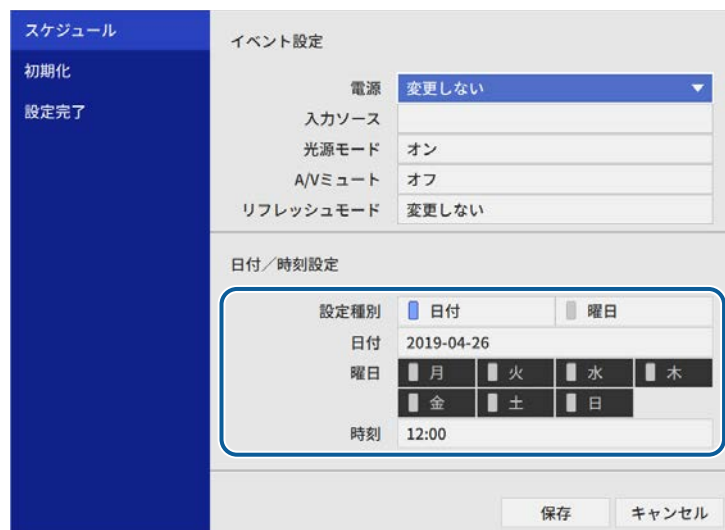 スケジュール
初期化
設定完了
イベント設定
電源 変更しない
入力ソース
光源モード オン
A/Vミュート オフ
リフレッシュモード 変更しない
日付／時刻設定
設定種別 日付 曜日
日付 2019-04-26
曜日 月 火 水 木
金 土 日
時刻 12:00
保存 キャンセル